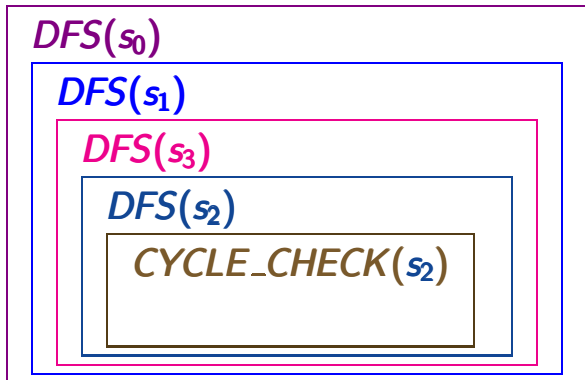 DFS(s₀)
DFS(s₁)
DFS(s₃)
DFS(s₂)
CYCLE_CHECK(s₂)